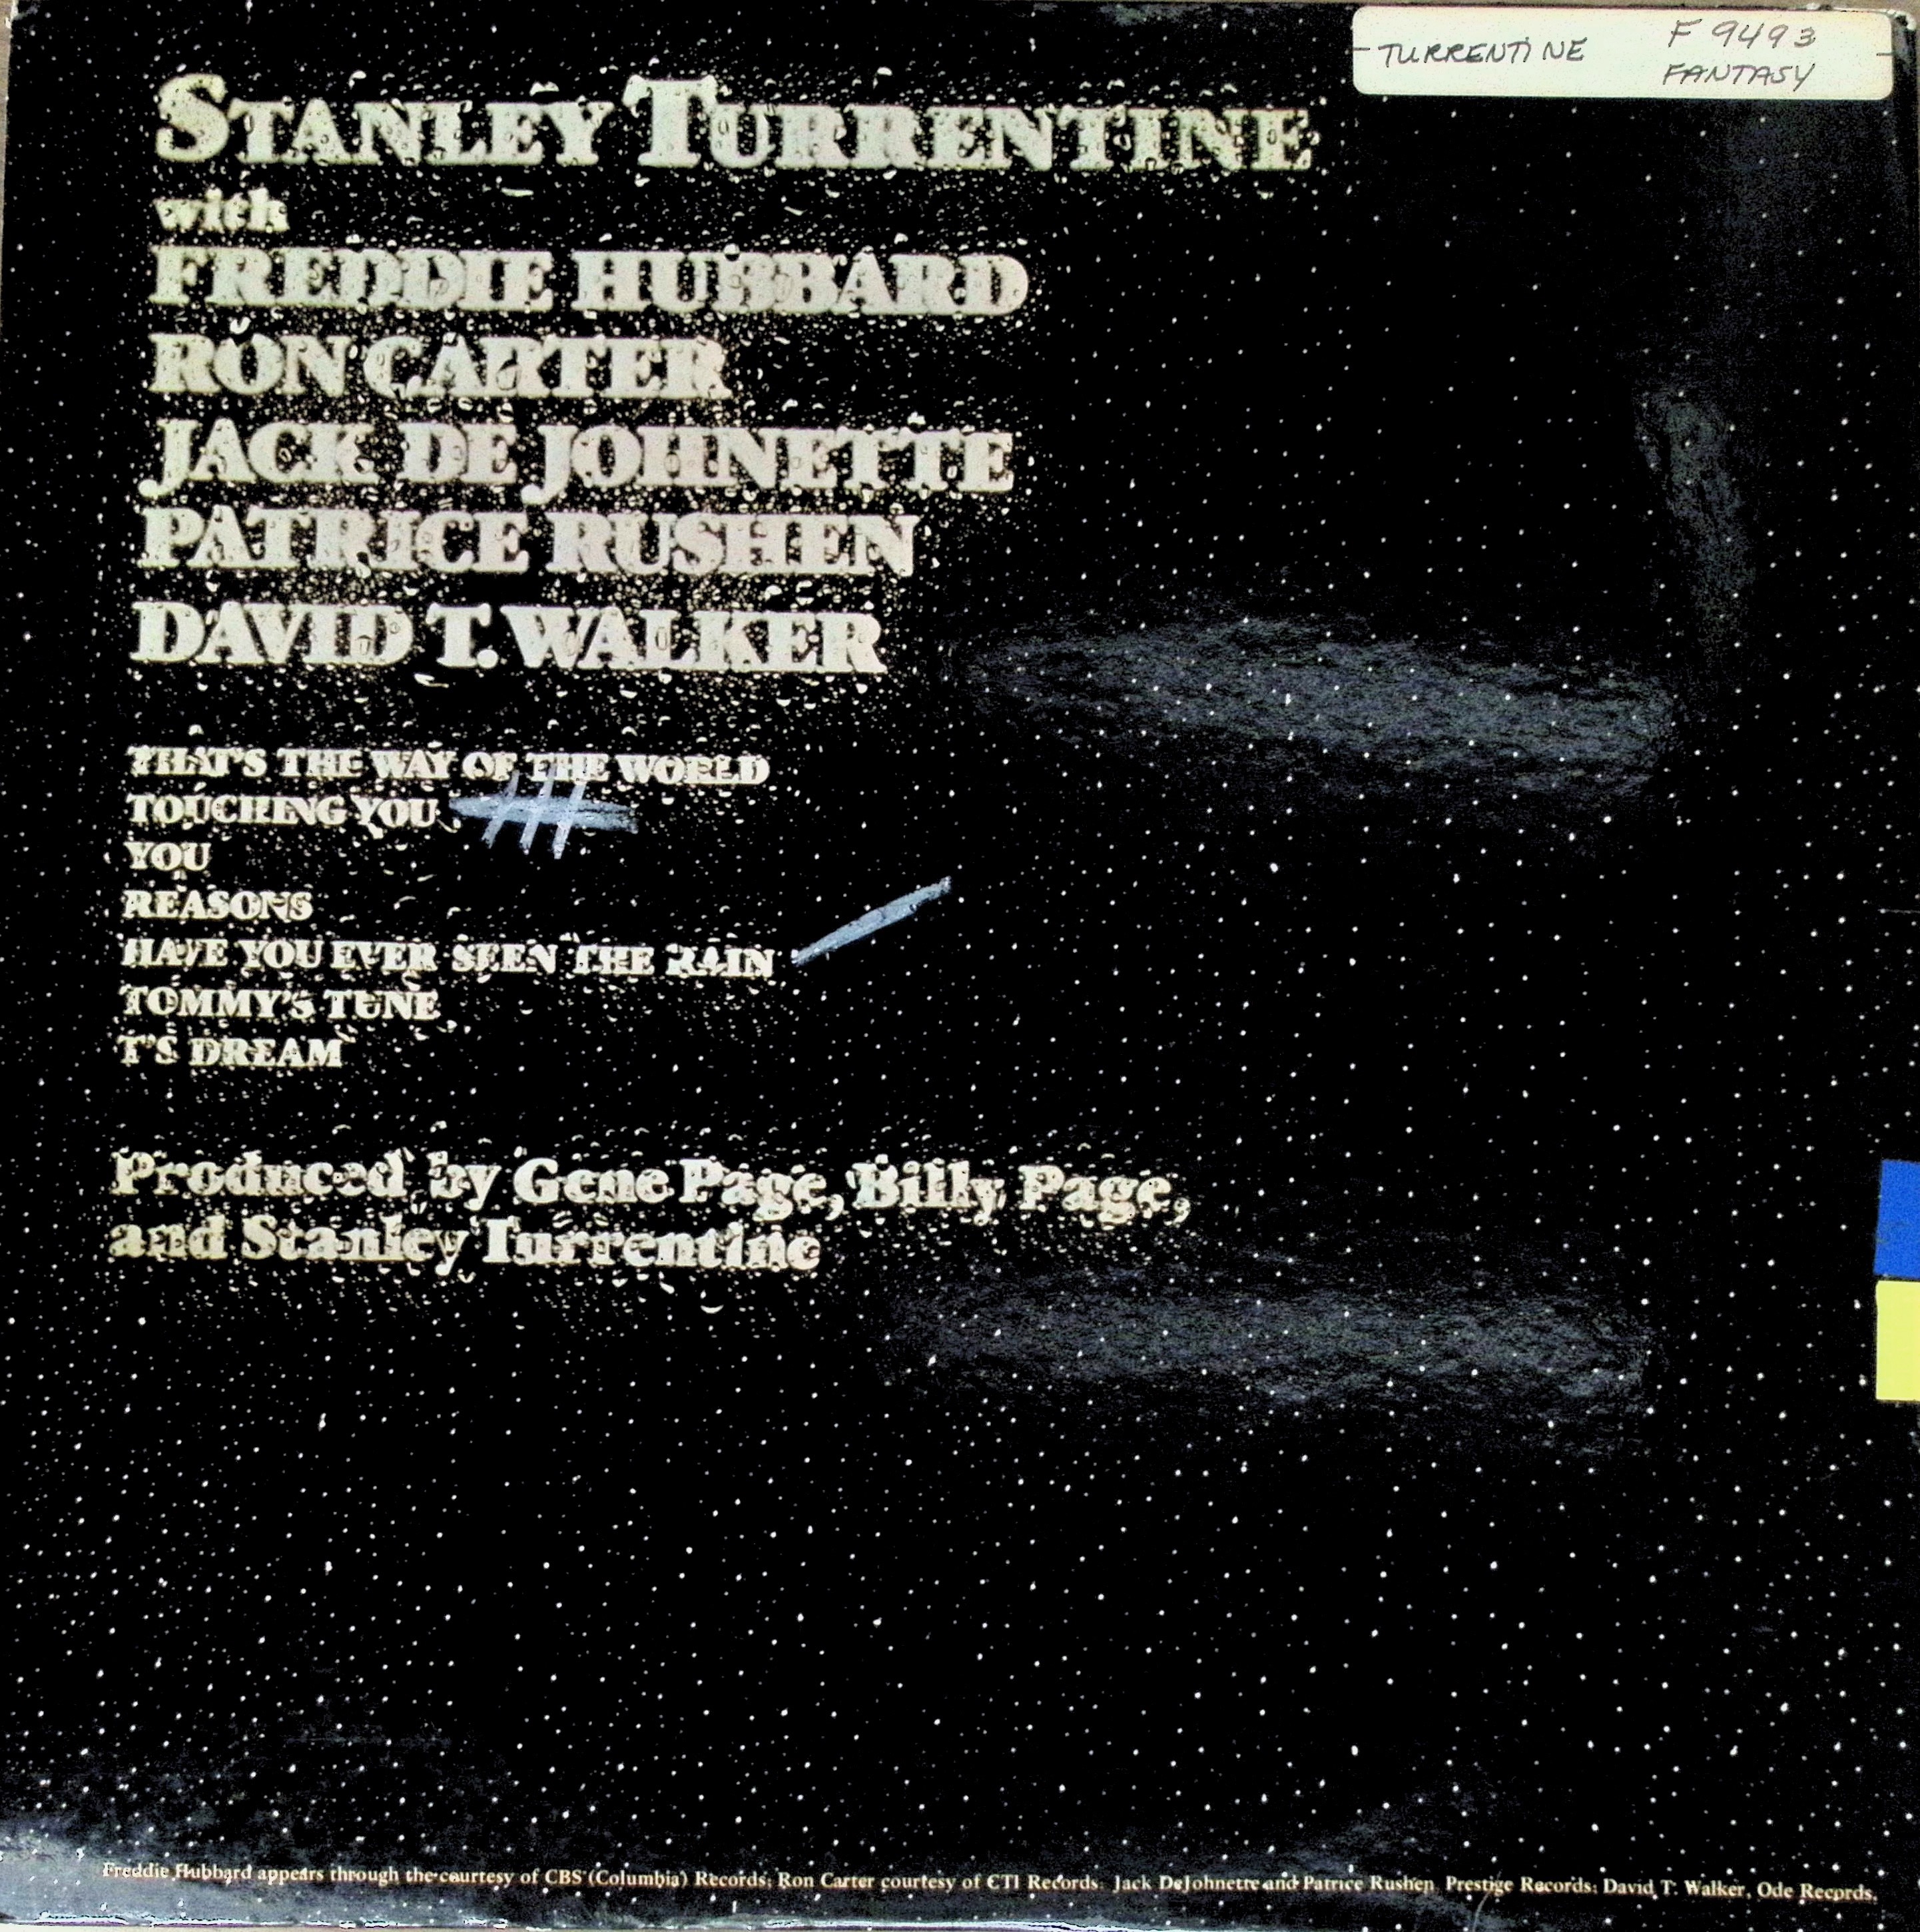 TURRENTINE F 9493
FANTASY
STANLEY TURRENTINE
with
FREDDIE HUBBARD
RON CARTER
JACK DE JOHNETTE
PATRICE RUSHEN
DAVID T. WALKER
THAT'S THE WAY OF THE WORLD
TOUCHING YOU
YOU
REASONS
HAVE YOU EVER SEEN THE RAIN
TOMMY'S TUNE
T'S DREAM
Produced by Gene Page, Billy Page,
and Stanley Turrentine
Freddie Hubbard appears through the courtesy of CBS (Columbia) Records; Ron Carter courtesy of CTI Records; Jack DeJohnette and Patrice Rushen, Prestige Records; David T. Walker, Ode Records.